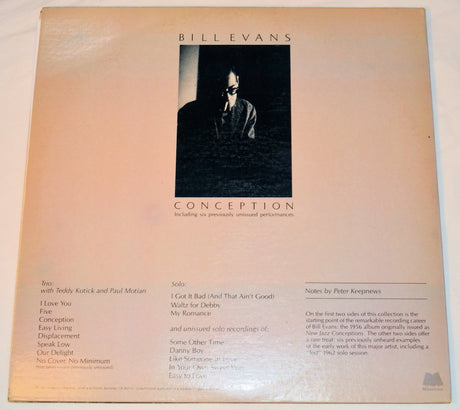 BILL EVANS
CONCEPTION
Including six previously unissued performances
Trio:
with Teddy Kotick and Paul Motian
I Love You
Five
Conception
Easy Living
Displacement
Speak Low
Our Delight
No Cover, No Minimum
Solo:
I Got It Bad (And That Ain't Good)
Waltz for Debby
My Romance
and unissued solo recordings of:
Some Other Time
Danny Boy
Like Someone in Love
In Your Own Sweet Way
Easy to Love
Notes by Peter Keepnews
On the first two sides of this collection is the
starting point of the remarkable recording career
of Bill Evans: the 1956 album originally issued as
New Jazz Conceptions. The other two sides offer
a rare treat: six previously unheard examples
of the early work of this major artist, including a
"lost" 1962 solo session.
Milestone